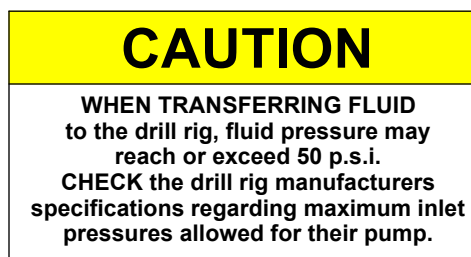 CAUTION
WHEN TRANSFERRING FLUID
to the drill rig, fluid pressure may
reach or exceed 50 p.s.i.
CHECK the drill rig manufacturers
specifications regarding maximum inlet
pressures allowed for their pump.